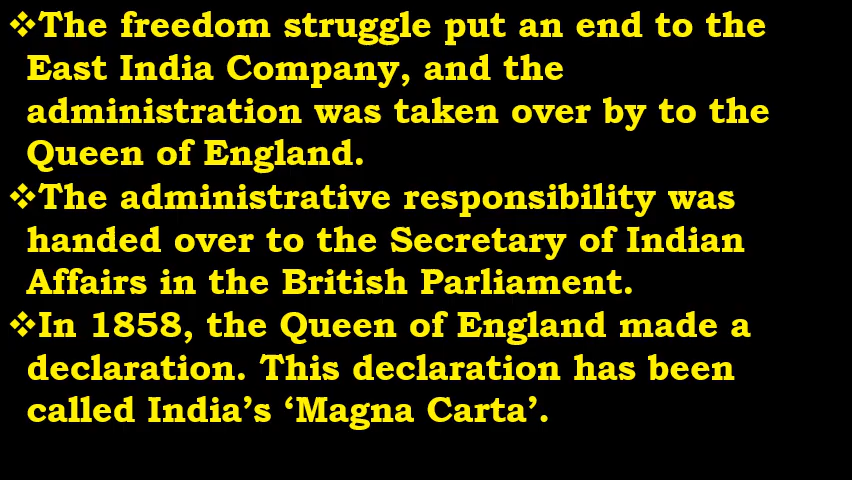 ❖The freedom struggle put an end to the
East India Company, and the
administration was taken over by to the
Queen of England.
❖The administrative responsibility was
handed over to the Secretary of Indian
Affairs in the British Parliament.
❖In 1858, the Queen of England made a
declaration. This declaration has been
called India’s ‘Magna Carta’.